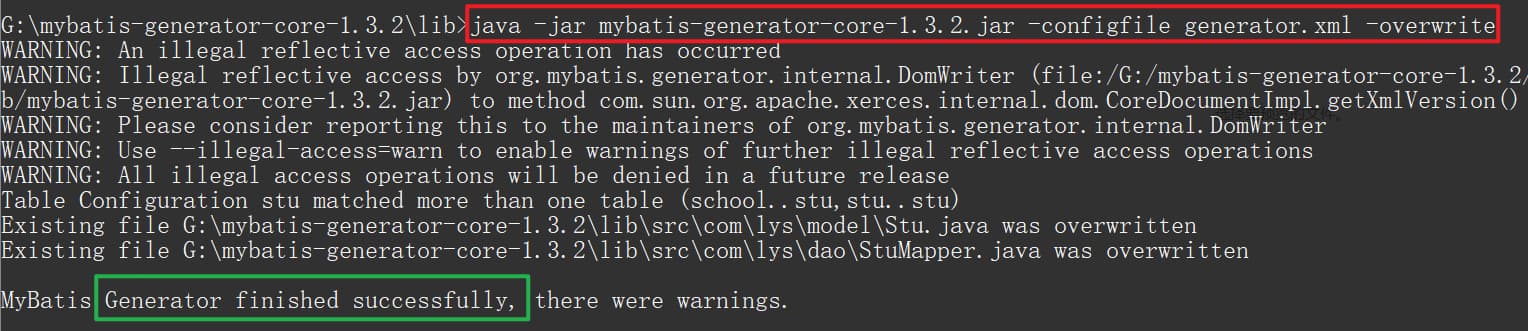 G:\mybatis-generator-core-1.3.2\lib>java -jar mybatis-generator-core-1.3.2.jar -configfile generator.xml -overwrite
WARNING: An illegal reflective access operation has occurred
WARNING: Illegal reflective access by org.mybatis.generator.internal.DomWriter (file:/G:/mybatis-generator-core-1.3.2/
b/mybatis-generator-core-1.3.2.jar) to method com.sun.org.apache.xerces.internal.dom.CoreDocumentImpl.getXmlVersion()
WARNING: Please consider reporting this to the maintainers of org.mybatis.generator.internal.DomWriter
WARNING: Use --illegal-access=warn to enable warnings of further illegal reflective access operations
WARNING: All illegal access operations will be denied in a future release
Table Configuration stu matched more than one table (school..stu,stu..stu)
Existing file G:\mybatis-generator-core-1.3.2\lib\src\com\lys\model\Stu.java was overwritten
Existing file G:\mybatis-generator-core-1.3.2\lib\src\com\lys\dao\StuMapper.java was overwritten
MyBatis Generator finished successfully, there were warnings.